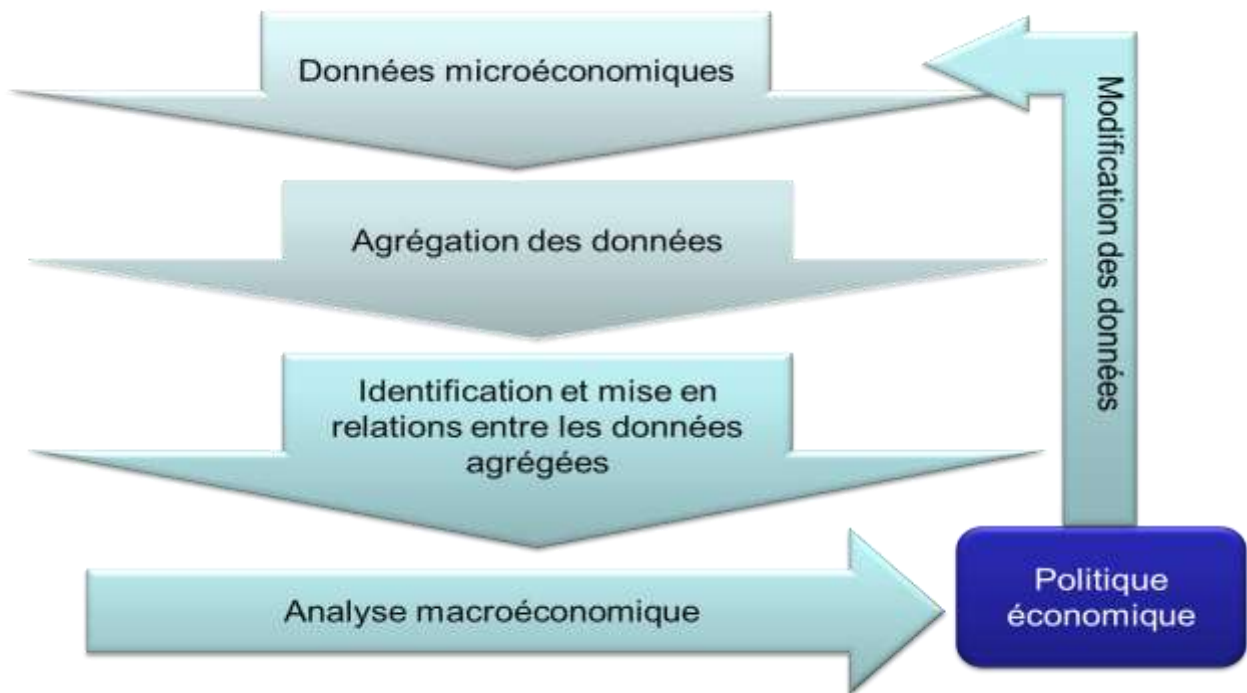 Données microéconomiques
Agrégation des données
Identification et mise en
relations entre les données
agrégées
Analyse macroéconomique
Politique
économique
Modification des données